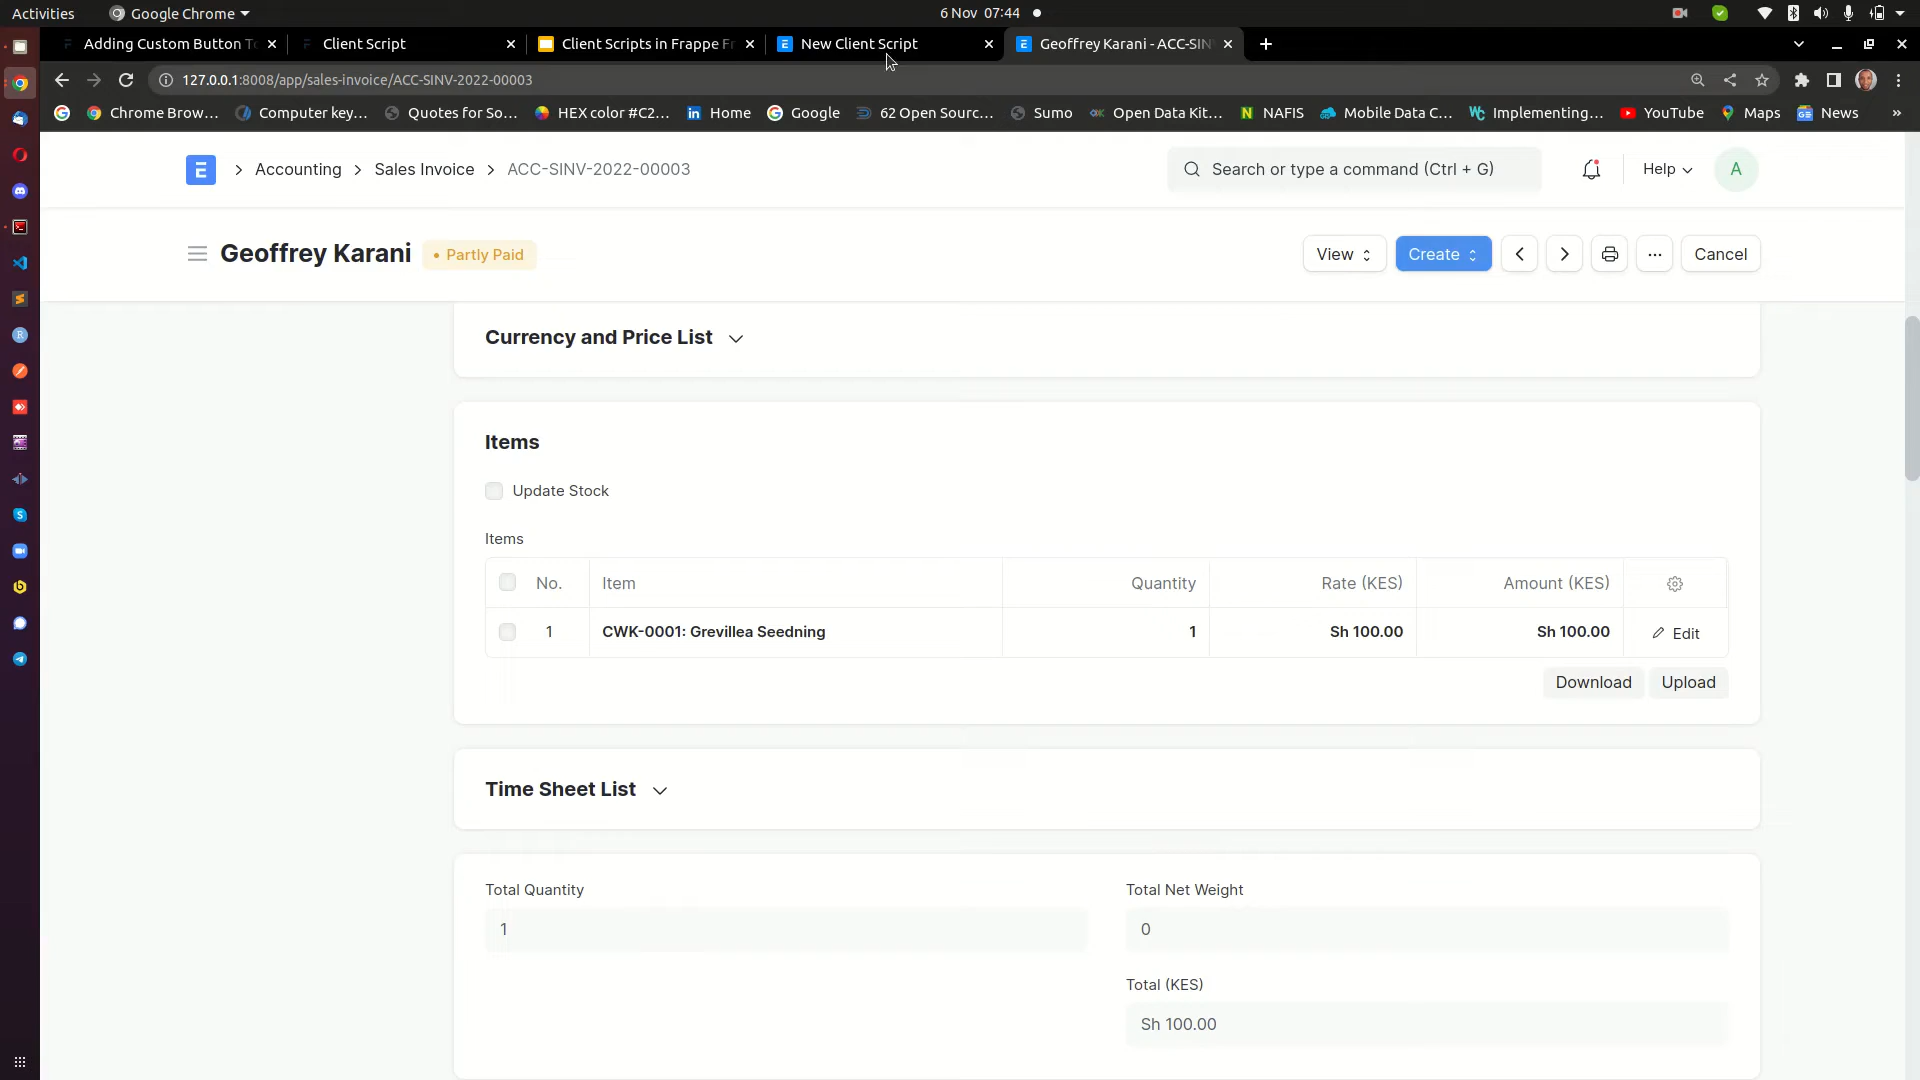 Activities
Google Chrome
6 Nov 07:44
Adding Custom Button To
Client Script
Client Scripts in Frappe Fr
New Client Script
Geoffrey Karani - ACC-SIN
127.0.0.1:8008/app/sales-invoice/ACC-SINV-2022-00003
Chrome Brow...
Computer key...
Quotes for So...
HEX color #C2...
Home
Google
62 Open Sourc...
Sumo
Open Data Kit...
NAFIS
Mobile Data C...
Implementing...
YouTube
Maps
News
»
Accounting
Sales Invoice
ACC-SINV-2022-00003
Search or type a command (Ctrl + G)
Help
A
Geoffrey Karani
Partly Paid
View
Create
Cancel
Currency and Price List
Items
Update Stock
Items
No. Item Quantity Rate (KES) Amount (KES)
1 CWK-0001: Grevillea Seedning 1 Sh 100.00 Sh 100.00 Edit
Download
Upload
Time Sheet List
Total Quantity
1
Total Net Weight
0
Total (KES)
Sh 100.00